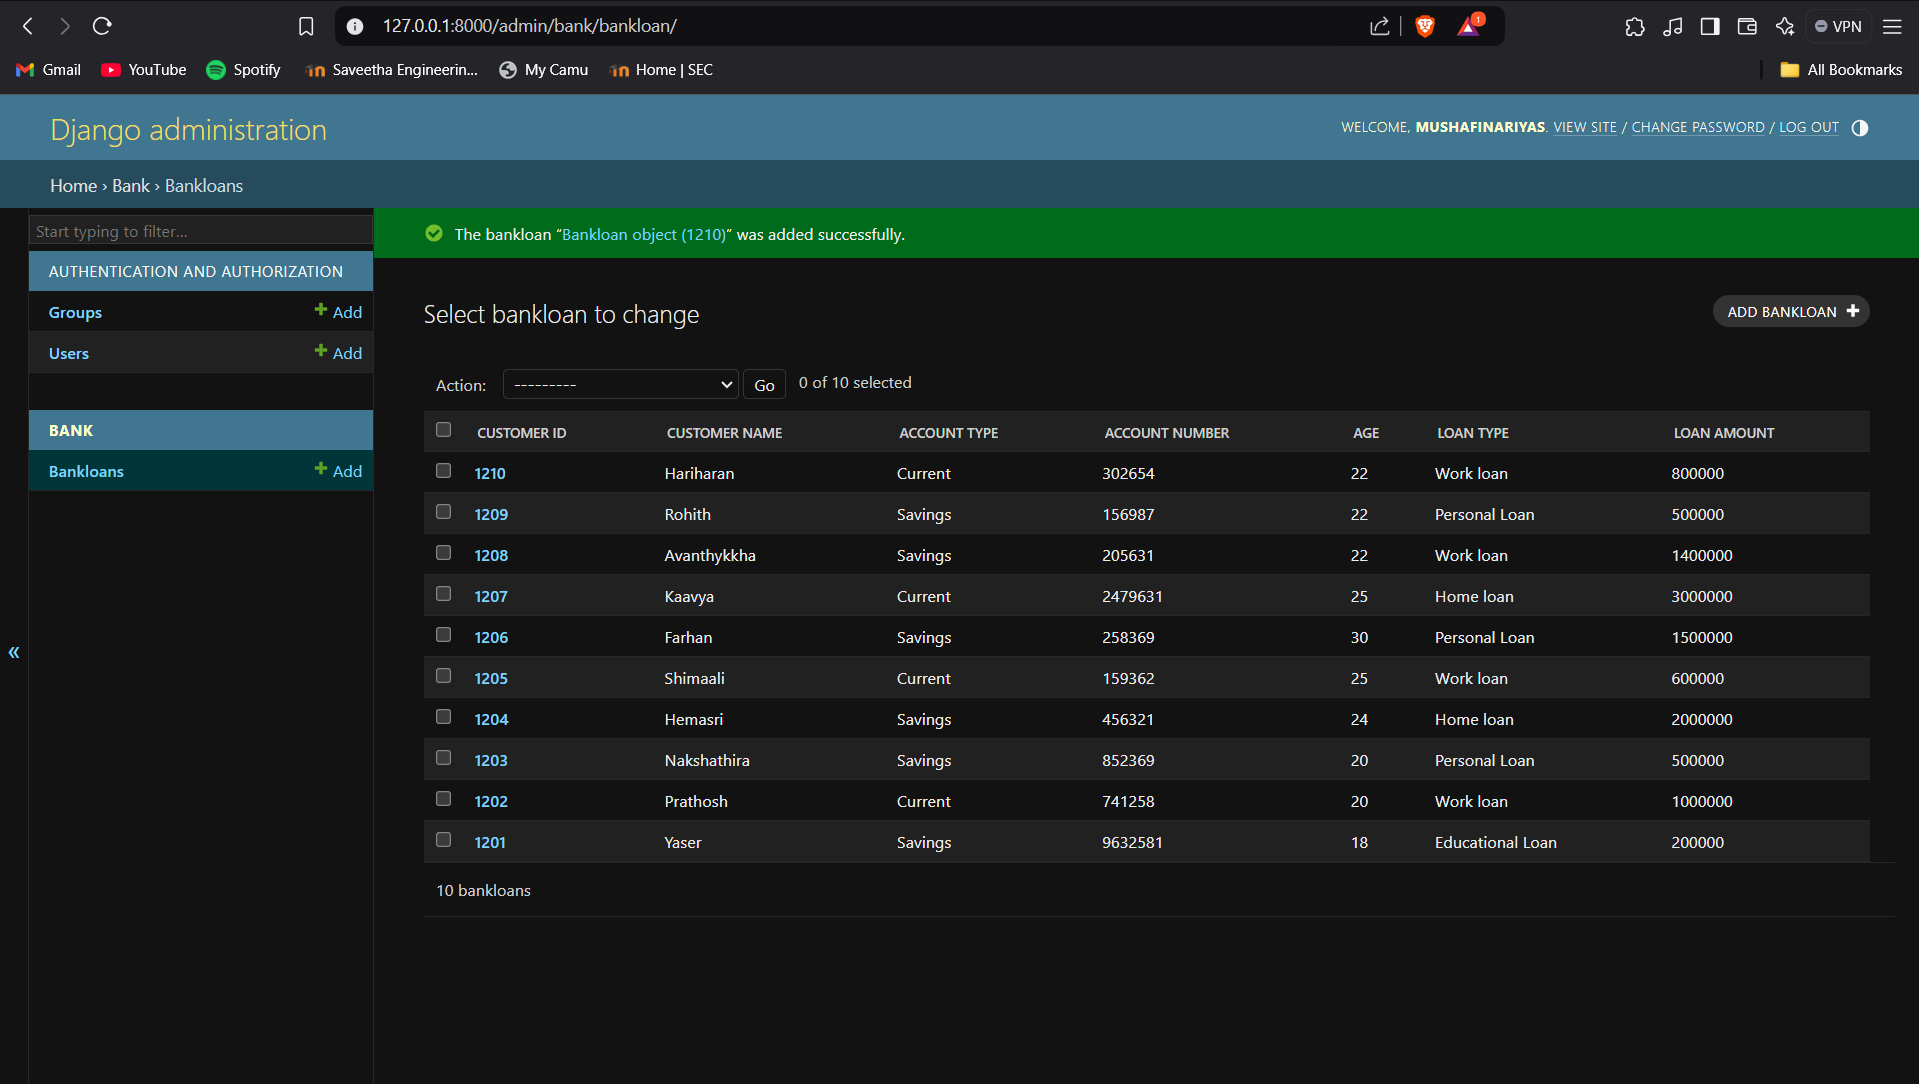 127.0.0.1:8000/admin/bank/bankloan/
1
VPN
Gmail YouTube Spotify Saveetha Engineerin... My Camu Home | SEC All Bookmarks
Django administration
WELCOME, MUSHAFINARIYAS. VIEW SITE / CHANGE PASSWORD / LOG OUT
Home › Bank › Bankloans
Start typing to filter...
AUTHENTICATION AND AUTHORIZATION
Groups + Add
Users + Add
BANK
Bankloans + Add
«
The bankloan “Bankloan object (1210)” was added successfully.
Select bankloan to change
ADD BANKLOAN +
Action: --------- Go 0 of 10 selected
CUSTOMER ID CUSTOMER NAME ACCOUNT TYPE ACCOUNT NUMBER AGE LOAN TYPE LOAN AMOUNT
1210 Hariharan Current 302654 22 Work loan 800000
1209 Rohith Savings 156987 22 Personal Loan 500000
1208 Avanthykkha Savings 205631 22 Work loan 1400000
1207 Kaavya Current 2479631 25 Home loan 3000000
1206 Farhan Savings 258369 30 Personal Loan 1500000
1205 Shimaali Current 159362 25 Work loan 600000
1204 Hemasri Savings 456321 24 Home loan 2000000
1203 Nakshathira Savings 852369 20 Personal Loan 500000
1202 Prathosh Current 741258 20 Work loan 1000000
1201 Yaser Savings 9632581 18 Educational Loan 200000
10 bankloans